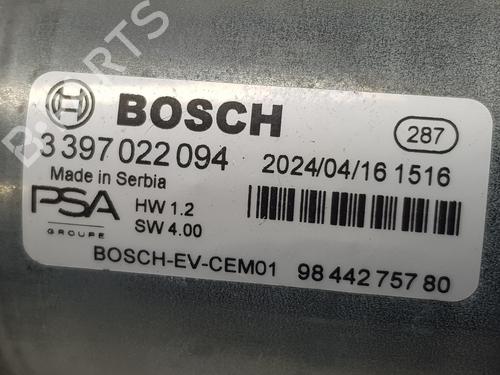 BOSCH
287
3 397 022 094
2024/04/16 1516
Made in Serbia
PSA
GROUPE
HW 1.2
SW 4.00
BOSCH-EV-CEM01
98 442 757 80